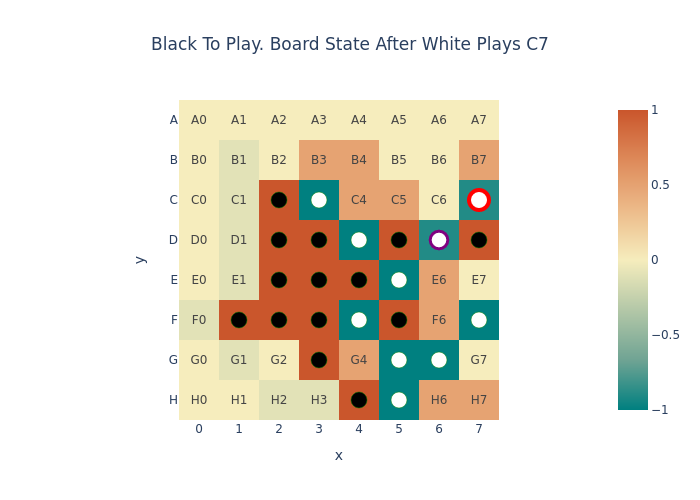 Black To Play. Board State After White Plays C7
A A0 A1 A2 A3 A4 A5 A6 A7 1
B B0 B1 B2 B3 B4 B5 B6 B7 0.5
C C0 C1 C4 C5 C6
D D0 D1 0
y
E E0 E1 E6 E7
F F0 F6 −0.5
G G0 G1 G2 G4 G7
H H0 H1 H2 H3 H6 H7 −1
0 1 2 3 4 5 6 7
x